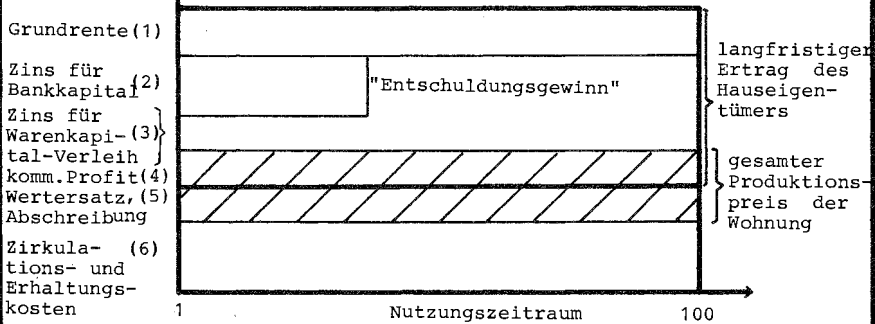 Grundrente(1)
Zins für
Bankkapital(2)
Zins für
Warenkapi-(3)
tal-Verleih
komm.Profit(4)
Wertersatz,(5)
Abschreibung
Zirkula- (6)
tions- und
Erhaltungs-
kosten
"Entschuldungsgewinn"
langfristiger
Ertrag des
Hauseigen-
tümers
gesamter
Produktions-
preis der
Wohnung
1
Nutzungszeitraum
100